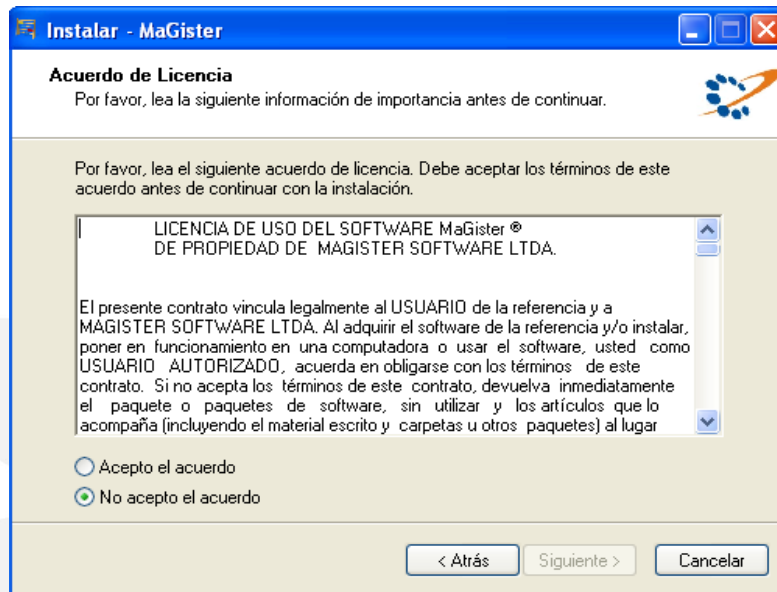 Instalar - MaGister
Acuerdo de Licencia
Por favor, lea la siguiente información de importancia antes de continuar.
Por favor, lea el siguiente acuerdo de licencia. Debe aceptar los términos de este
acuerdo antes de continuar con la instalación.
LICENCIA DE USO DEL SOFTWARE MaGister ®
DE PROPIEDAD DE MAGISTER SOFTWARE LTDA.
El presente contrato vincula legalmente al USUARIO de la referencia y a
MAGISTER SOFTWARE LTDA. Al adquirir el software de la referencia y/o instalar,
poner en funcionamiento en una computadora o usar el software, usted como
USUARIO AUTORIZADO, acuerda en obligarse con los términos de este
contrato. Si no acepta los términos de este contrato, devuelva inmediatamente
el paquete o paquetes de software, sin utilizar y los artículos que lo
acompaña (incluyendo el material escrito y carpetas u otros paquetes) al lugar
Acepto el acuerdo
No acepto el acuerdo
< Atrás
Siguiente >
Cancelar